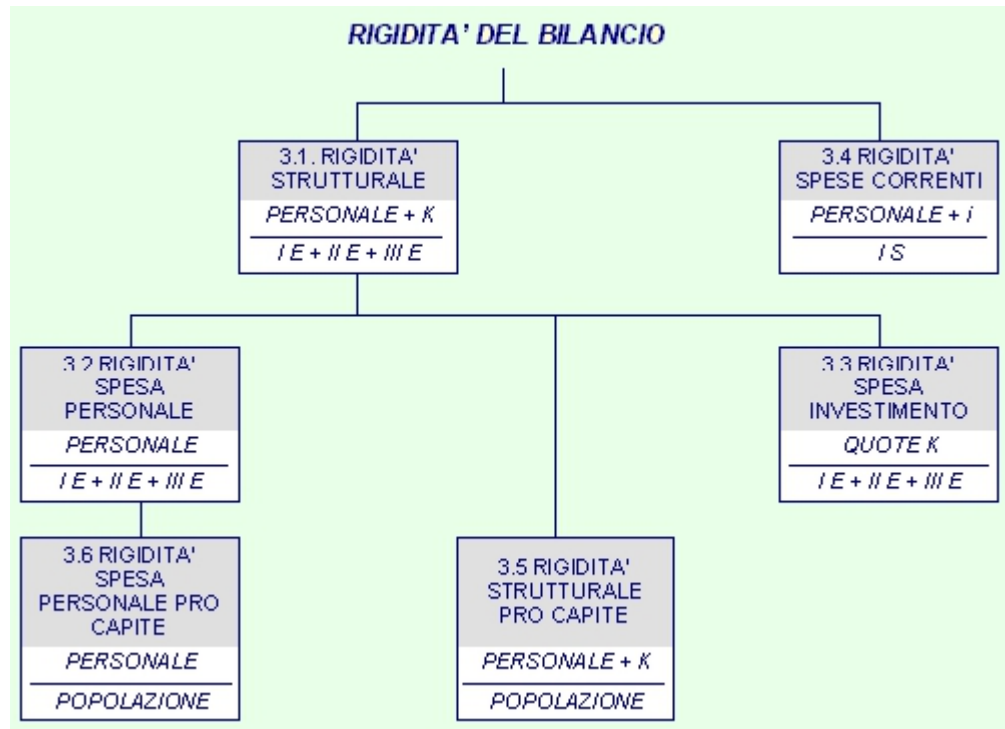 RIGIDITA' DEL BILANCIO
3.1. RIGIDITA'
STRUTTURALE
PERSONALE + K
I E + II E + III E
3.4 RIGIDITA'
SPESE CORRENTI
PERSONALE + i
I S
3.2 RIGIDITA'
SPESA
PERSONALE
PERSONALE
I E + II E + III E
3.3 RIGIDITA'
SPESA
INVESTIMENTO
QUOTE K
I E + II E + III E
3.6 RIGIDITA'
SPESA
PERSONALE PRO
CAPITE
PERSONALE
POPOLAZIONE
3.5 RIGIDITA'
STRUTTURALE
PRO CAPITE
PERSONALE + K
POPOLAZIONE